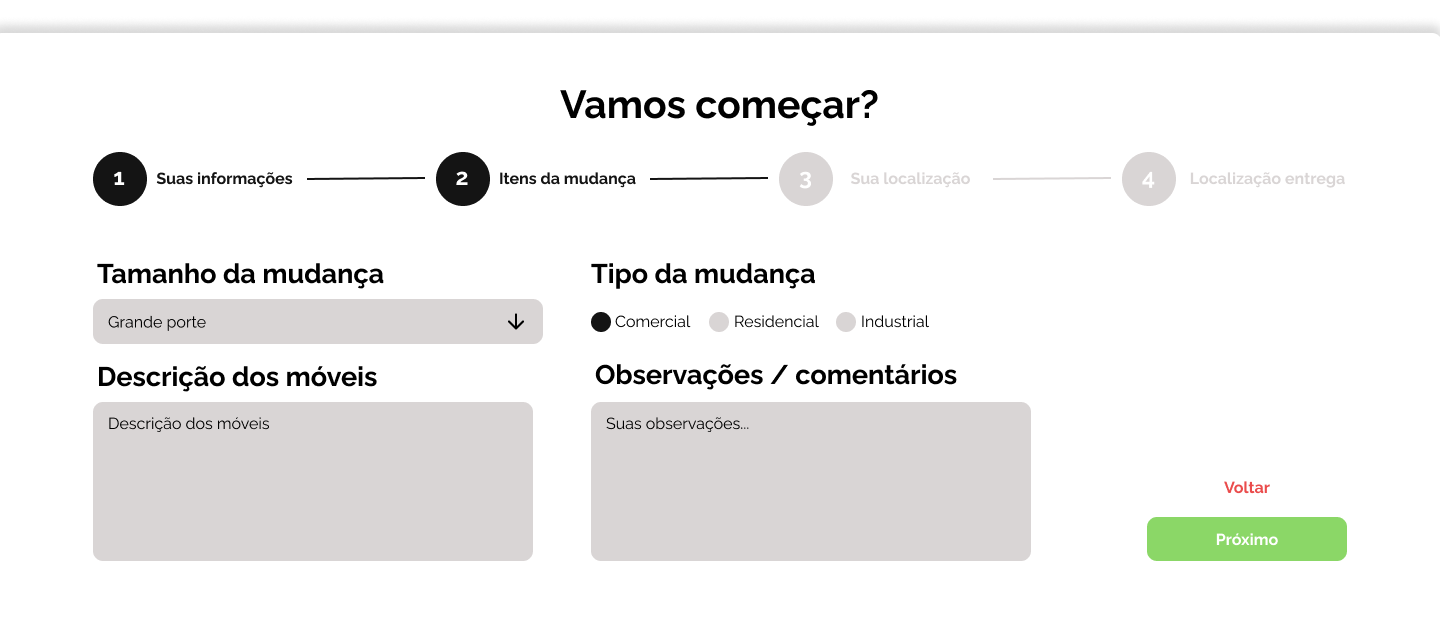 Vamos começar?
1 Suas informações 2 Itens da mudança 3 Sua localização 4 Localização entrega
Tamanho da mudança
Grande porte
Tipo da mudança
Comercial Residencial Industrial
Descrição dos móveis
Descrição dos móveis
Observações / comentários
Suas observações...
Voltar
Próximo